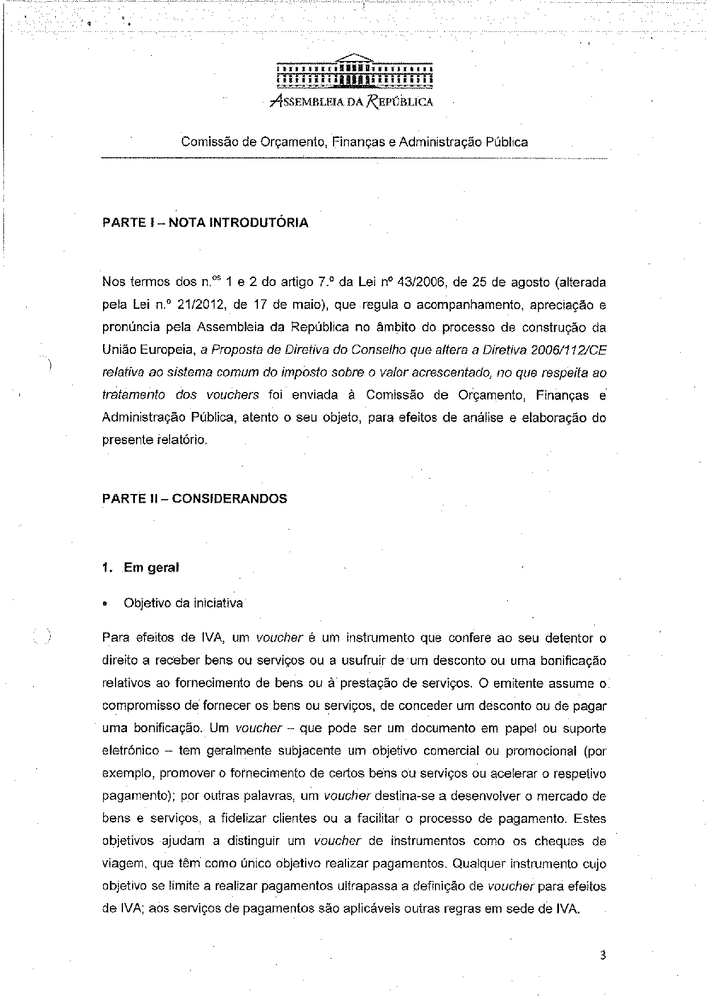 ASSEMBLEIA DA REPÚBLICA
Comissão de Orçamento, Finanças e Administração Pública
PARTE I – NOTA INTRODUTÓRIA
Nos termos dos n.os 1 e 2 do artigo 7.º da Lei nº 43/2006, de 25 de agosto (alterada
pela Lei n.º 21/2012, de 17 de maio), que regula o acompanhamento, apreciação e
pronúncia pela Assembleia da República no âmbito do processo de construção da
União Europeia, a Proposta de Diretiva do Conselho que altera a Diretiva 2006/112/CE
relativa ao sistema comum do imposto sobre o valor acrescentado, no que respeita ao
tratamento dos vouchers foi enviada à Comissão de Orçamento, Finanças e
Administração Pública, atento o seu objeto, para efeitos de análise e elaboração do
presente relatório.
PARTE II – CONSIDERANDOS
1. Em geral
• Objetivo da iniciativa
Para efeitos de IVA, um voucher é um instrumento que confere ao seu detentor o
direito a receber bens ou serviços ou a usufruir de um desconto ou uma bonificação
relativos ao fornecimento de bens ou à prestação de serviços. O emitente assume o
compromisso de fornecer os bens ou serviços, de conceder um desconto ou de pagar
uma bonificação. Um voucher – que pode ser um documento em papel ou suporte
eletrónico – tem geralmente subjacente um objetivo comercial ou promocional (por
exemplo, promover o fornecimento de certos bens ou serviços ou acelerar o respetivo
pagamento); por outras palavras, um voucher destina-se a desenvolver o mercado de
bens e serviços, a fidelizar clientes ou a facilitar o processo de pagamento. Estes
objetivos ajudam a distinguir um voucher de instrumentos como os cheques de
viagem, que têm como único objetivo realizar pagamentos. Qualquer instrumento cujo
objetivo se limite a realizar pagamentos ultrapassa a definição de voucher para efeitos
de IVA; aos serviços de pagamentos são aplicáveis outras regras em sede de IVA.
3